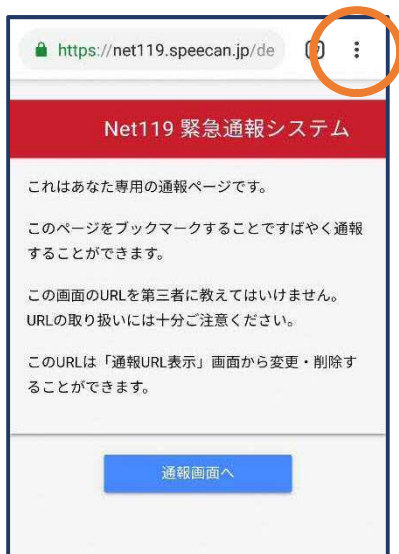 https://net119.speecan.jp/de
Net119 緊急通報システム
これはあなた専用の通報ページです。
このページをブックマークすることですばやく通報
することができます。
この画面のURLを第三者に教えてはいけません。
URLの取り扱いには十分ご注意ください。
このURLは「通報URL表示」画面から変更・削除す
ることができます。
通報画面へ